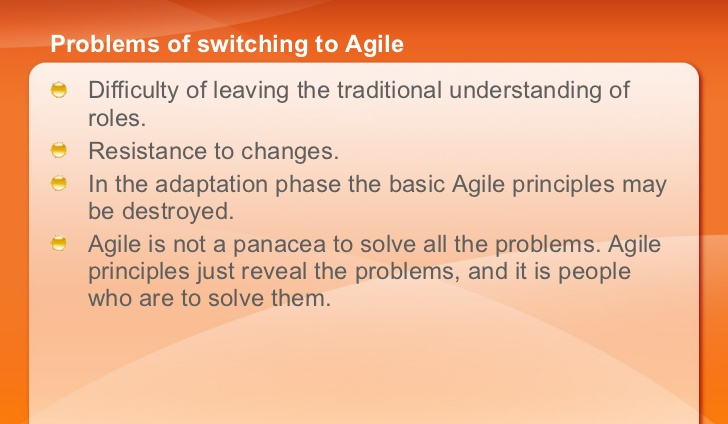 Problems of switching to Agile
Difficulty of leaving the traditional understanding of
roles.
Resistance to changes.
In the adaptation phase the basic Agile principles may
be destroyed.
Agile is not a panacea to solve all the problems. Agile
principles just reveal the problems, and it is people
who are to solve them.